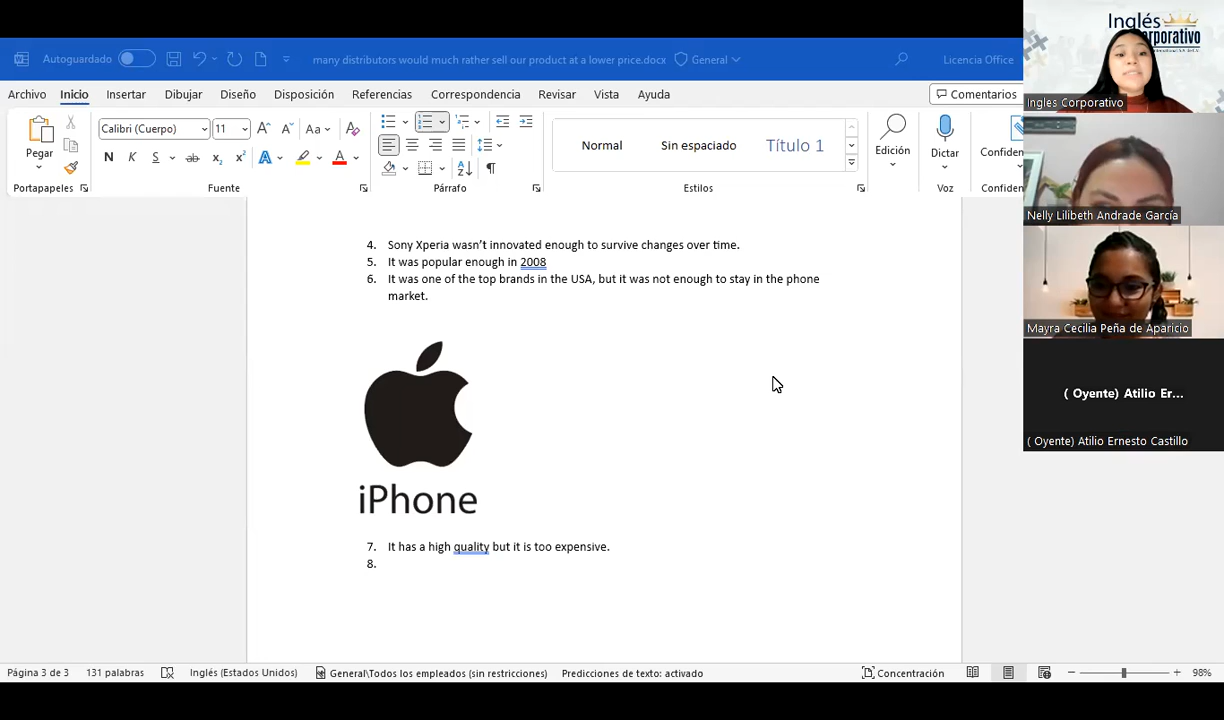 Inglés
Corporativo
Autoguardado
many distributors would much rather sell our product at a lower price.docx
General
Licencia Office
Archivo Inicio Insertar Dibujar Diseño Disposición Referencias Correspondencia Revisar Vista Ayuda
Comentarios
Ingles Corporativo
Pegar
Calibri (Cuerpo) 11
Aa
N K S ab x₂ x² A A
Normal Sin espaciado Título 1
Edición
Dictar
Confiden
Portapapeles Fuente Párrafo Estilos Voz Confiden
Nelly Lilibeth Andrade García
4. Sony Xperia wasn't innovated enough to survive changes over time.
5. It was popular enough in 2008
6. It was one of the top brands in the USA, but it was not enough to stay in the phone
market.
Mayra Cecilia Peña de Aparicio
( Oyente) Atilio Er...
( Oyente) Atilio Ernesto Castillo
iPhone
7. It has a high quality but it is too expensive.
8.
Página 3 de 3 131 palabras Inglés (Estados Unidos) General\Todos los empleados (sin restricciones) Predicciones de texto: activado Concentración 98%